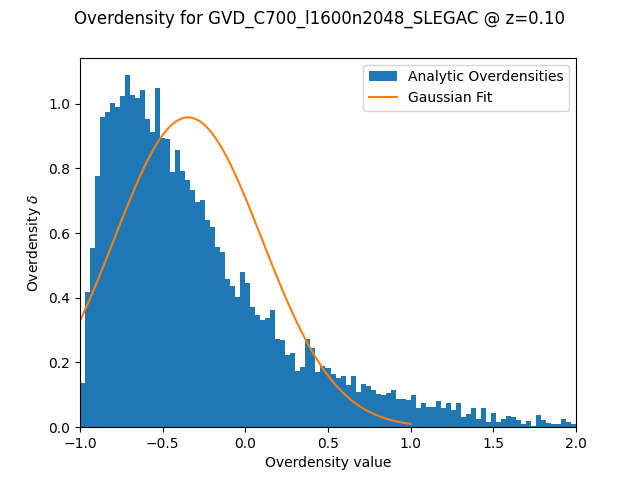 Overdensity for GVD_C700_l1600n2048_SLEGAC @ z=0.10
Analytic Overdensities
Gaussian Fit
Overdensity δ
1.0
0.8
0.6
0.4
0.2
0.0
−1.0 −0.5 0.0 0.5 1.0 1.5 2.0
Overdensity value